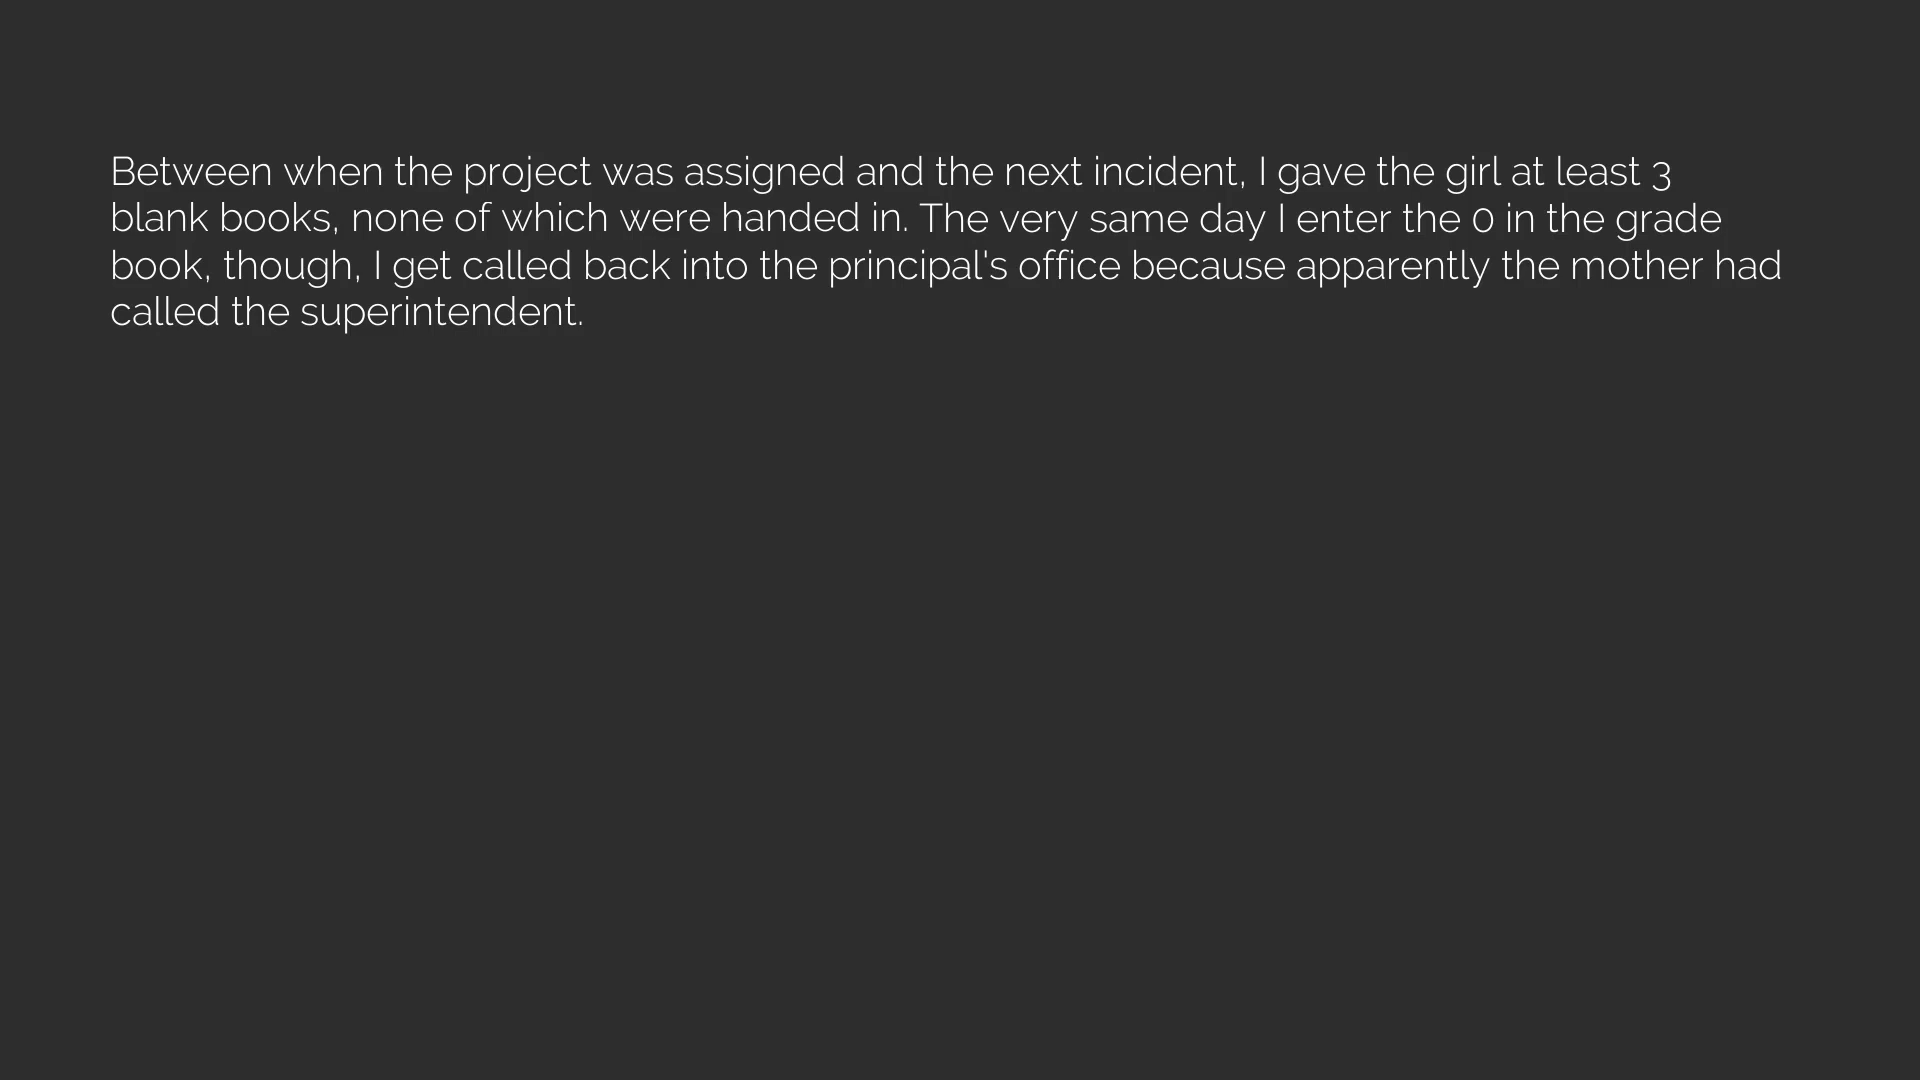 Between when the project was assigned and the next incident, I gave the girl at least 3
blank books, none of which were handed in. The very same day I enter the 0 in the grade
book, though, I get called back into the principal's office because apparently the mother had
called the superintendent.